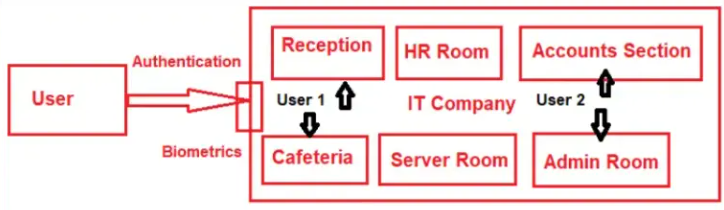 Reception
HR Room
Accounts Section
Authentication
User
User 1
IT Company
User 2
Biometrics
Cafeteria
Server Room
Admin Room